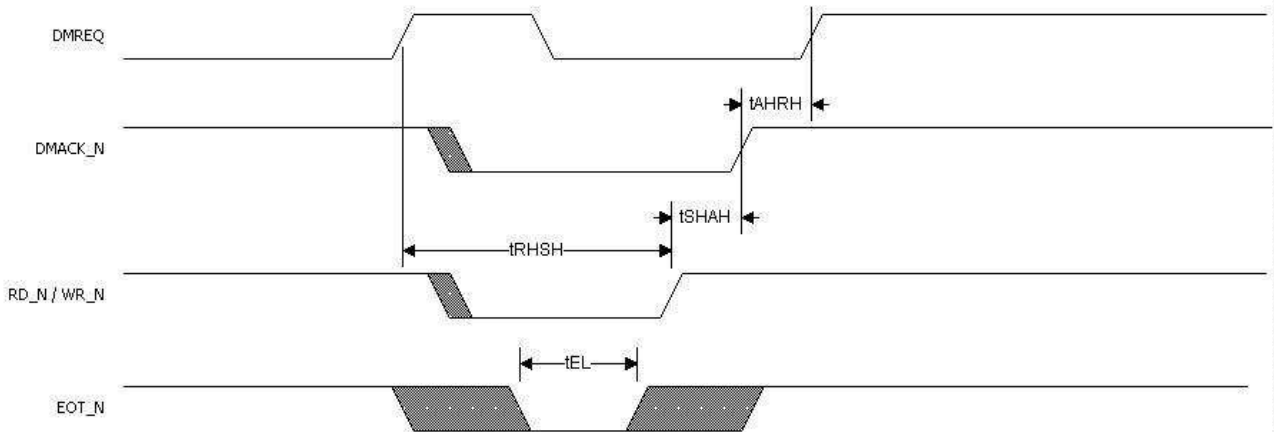 DMREQ
tAHRH
DMACK_N
tSHAH
tRHSH
RD_N / WR_N
tEL
EOT_N